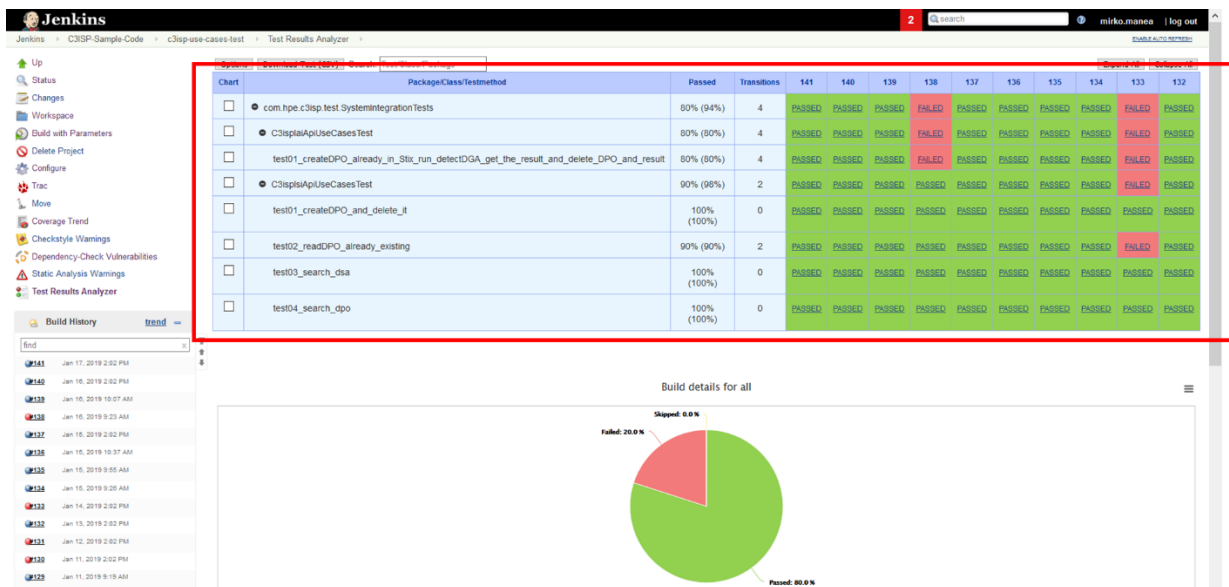 Jenkins
2
search
mirko.manea | log out
Jenkins C3ISP-Sample-Code c3isp-use-cases-test Test Results Analyzer
ENABLE AUTO REFRESH
Up
Status
Changes
Workspace
Build with Parameters
Delete Project
Configure
Trac
Move
Coverage Trend
Checkstyle Warnings
Dependency-Check Vulnerabilities
Static Analysis Warnings
Test Results Analyzer
Build History trend
find x
#141 Jan 17, 2019 2:02 PM
#140 Jan 16, 2019 2:02 PM
#139 Jan 16, 2019 10:07 AM
#138 Jan 16, 2019 9:23 AM
#137 Jan 15, 2019 2:02 PM
#136 Jan 15, 2019 10:37 AM
#135 Jan 15, 2019 9:55 AM
#134 Jan 15, 2019 9:26 AM
#133 Jan 14, 2019 2:02 PM
#132 Jan 13, 2019 2:02 PM
#131 Jan 12, 2019 2:02 PM
#130 Jan 11, 2019 2:02 PM
#129 Jan 11, 2019 9:19 AM
Options Download Test (CSV) Search: Test/Class/Package Expand All Collapse All
Chart Package/Class/Testmethod Passed Transitions 141 140 139 138 137 136 135 134 133 132
com.hpe.c3isp.test.SystemIntegrationTests 80% (94%) 4 PASSED PASSED PASSED FAILED PASSED PASSED PASSED PASSED FAILED PASSED
C3ispIaiApiUseCasesTest 80% (80%) 4 PASSED PASSED PASSED FAILED PASSED PASSED PASSED PASSED FAILED PASSED
test01_createDPO_already_in_Stix_run_detectDGA_get_the_result_and_delete_DPO_and_result 80% (80%) 4 PASSED PASSED PASSED FAILED PASSED PASSED PASSED PASSED FAILED PASSED
C3ispIsiApiUseCasesTest 90% (98%) 2 PASSED PASSED PASSED PASSED PASSED PASSED PASSED PASSED FAILED PASSED
test01_createDPO_and_delete_it 100% (100%) 0 PASSED PASSED PASSED PASSED PASSED PASSED PASSED PASSED PASSED PASSED
test02_readDPO_already_existing 90% (90%) 2 PASSED PASSED PASSED PASSED PASSED PASSED PASSED PASSED FAILED PASSED
test03_search_dsa 100% (100%) 0 PASSED PASSED PASSED PASSED PASSED PASSED PASSED PASSED PASSED PASSED
test04_search_dpo 100% (100%) 0 PASSED PASSED PASSED PASSED PASSED PASSED PASSED PASSED PASSED PASSED
Build details for all
Skipped: 0.0 %
Failed: 20.0 %
Passed: 80.0 %